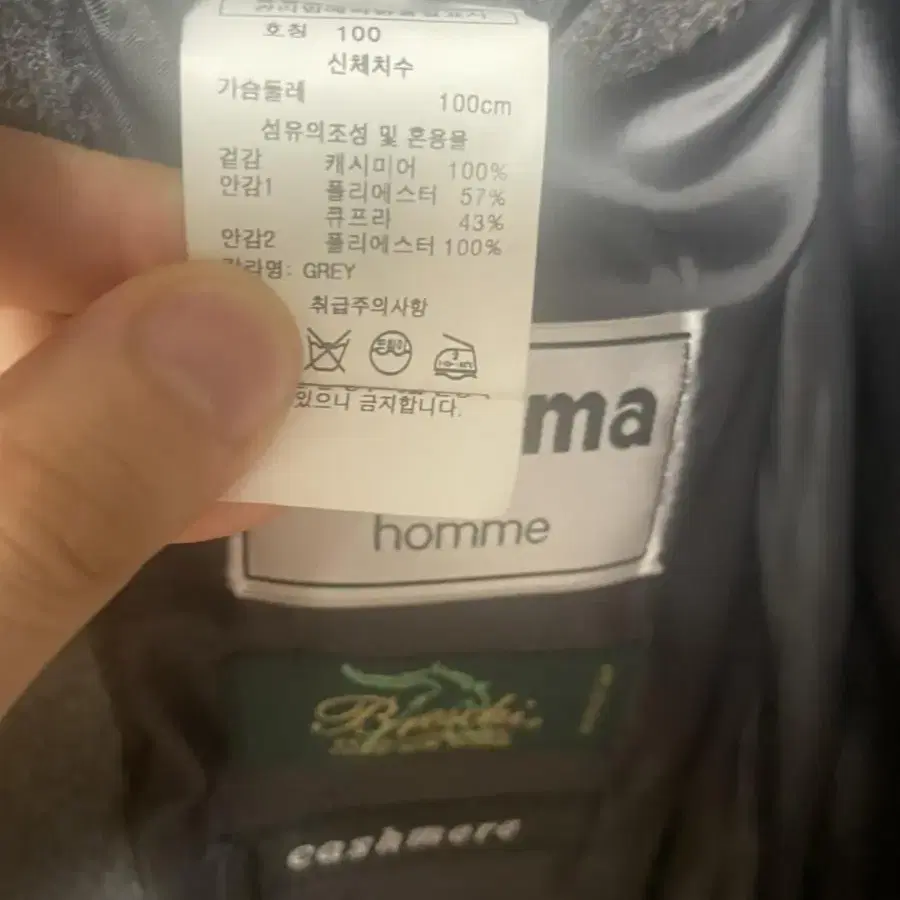 호칭 100
신체치수
가슴둘레 100cm
섬유의조성 및 혼용율
겉감 캐시미어 100%
안감1 폴리에스터 57%
큐프라 43%
안감2 폴리에스터 100%
GREY
취급주의사항
드라이
있으니 금지합니다.
ma
homme
cashmere